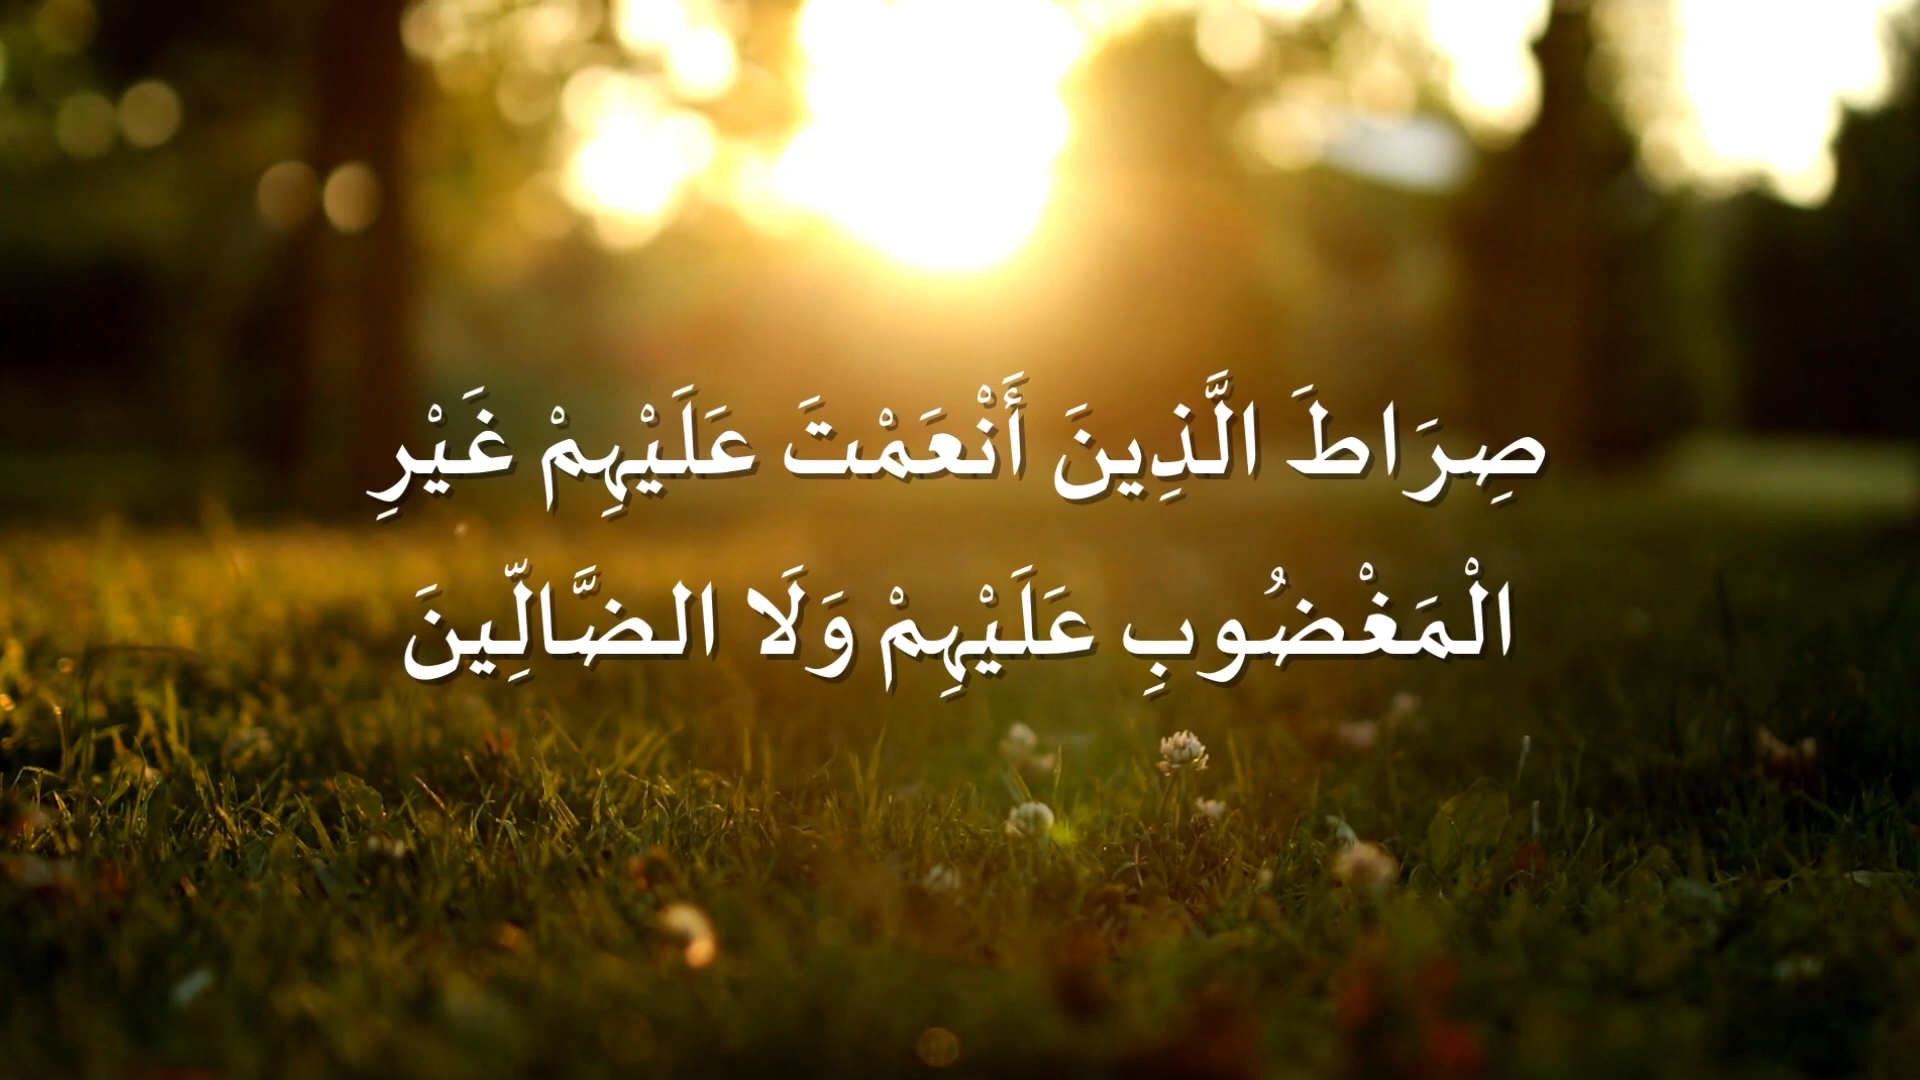 صِرَاطَ الَّذِينَ أَنْعَمْتَ عَلَيْهِمْ غَيْرِ
الْمَغْضُوبِ عَلَيْهِمْ وَلَا الضَّالِّينَ